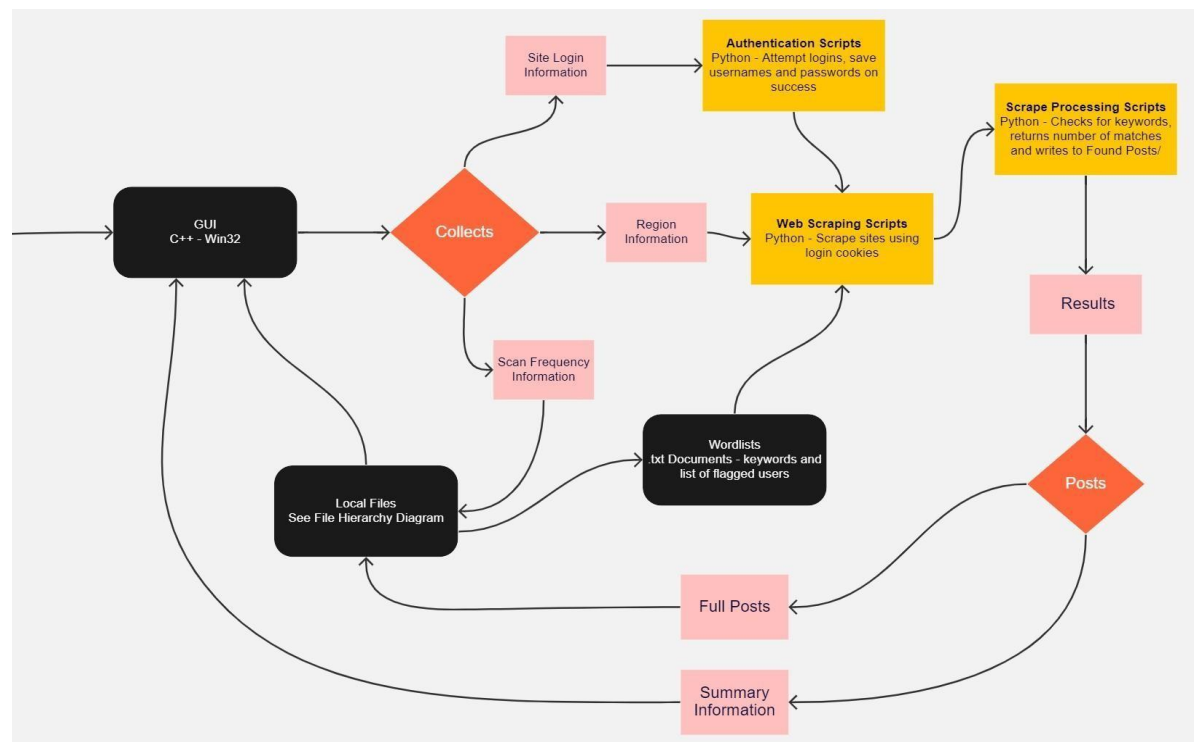 Site Login
Information
Authentication Scripts
Python - Attempt logins, save
usernames and passwords on
success
Scrape Processing Scripts
Python - Checks for keywords,
returns number of matches
and writes to Found Posts/
GUI
C++ - Win32
Collects
Region
Information
Web Scraping Scripts
Python - Scrape sites using
login cookies
Results
Scan Frequency
Information
Wordlists
.txt Documents - keywords and
list of flagged users
Local Files
See File Hierarchy Diagram
Posts
Full Posts
Summary
Information